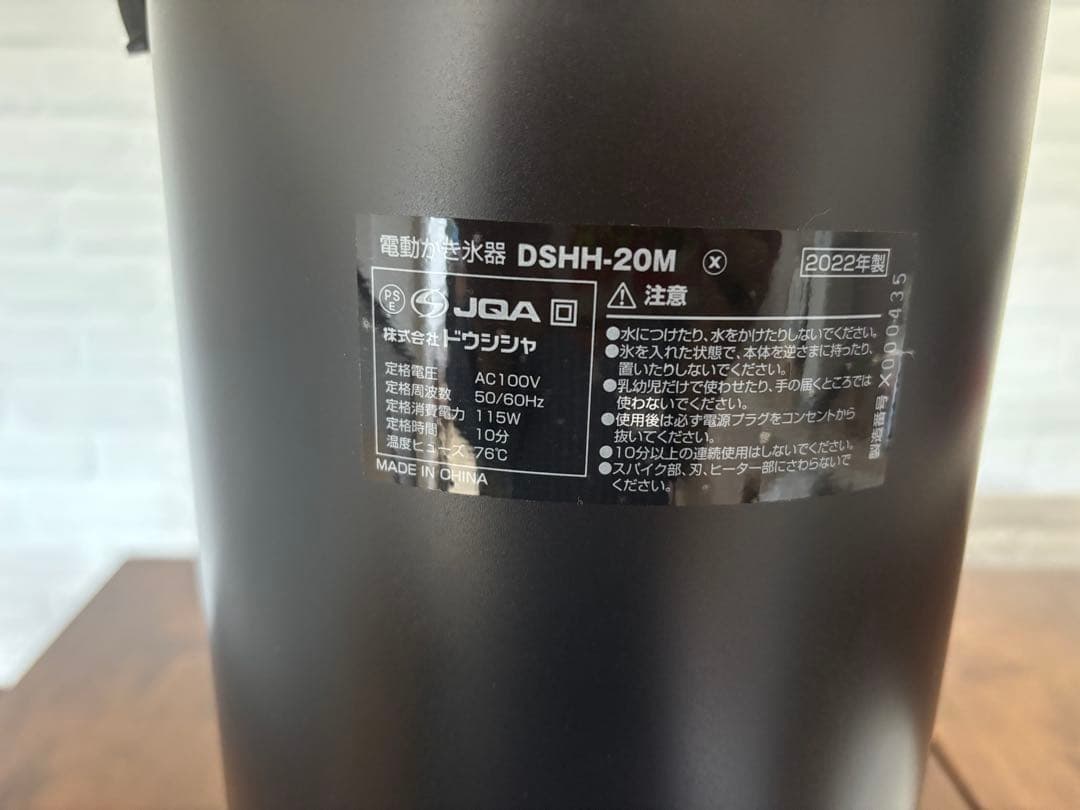 電動かき氷器 DSHH-20M Ⓧ 2022年製
PS
E
JQA
株式会社 ドウシシャ
定格電圧 AC100V
定格周波数 50/60Hz
定格消費電力 115W
定格時間 10分
温度ヒューズ 76℃
MADE IN CHINA
注意
●水につけたり、水をかけたりしないでください。
●氷を入れた状態で、本体を逆さまに持ったり、
置いたりしないでください。
●乳幼児だけで使わせたり、手の届くところでは
使わないでください。
●使用後は必ず電源プラグをコンセントから
抜いてください。
●10分以上の連続使用はしないでください。
●スパイク部、刃、ヒーター部にさわらないで
ください。
製造番号 X000435